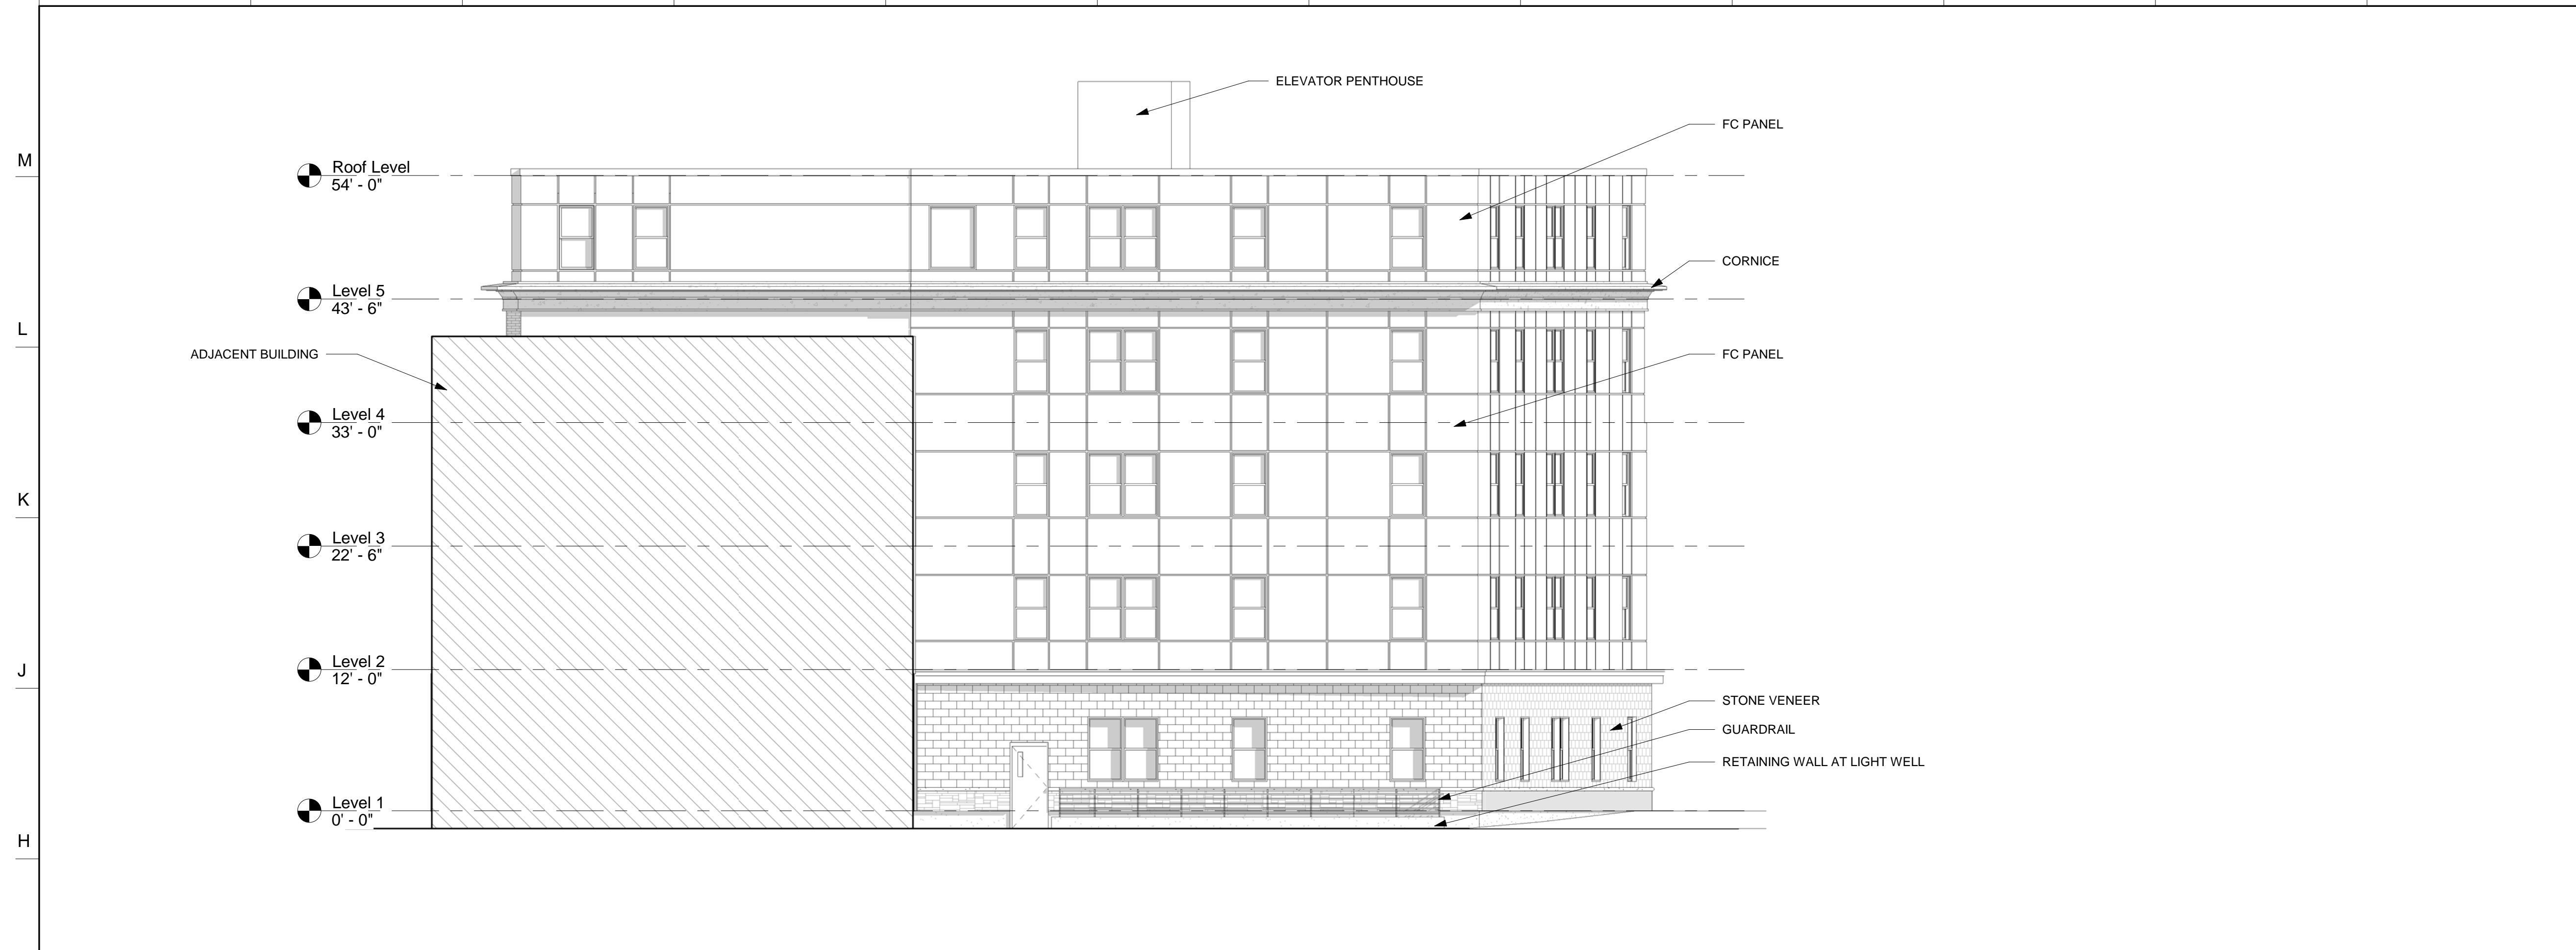 ELEVATOR PENTHOUSE
FC PANEL
M
Roof Level
54' - 0"
CORNICE
Level 5
43' - 6"
L
ADJACENT BUILDING
FC PANEL
Level 4
33' - 0"
K
Level 3
22' - 6"
J
Level 2
12' - 0"
STONE VENEER
GUARDRAIL
RETAINING WALL AT LIGHT WELL
Level 1
0' - 0"
H